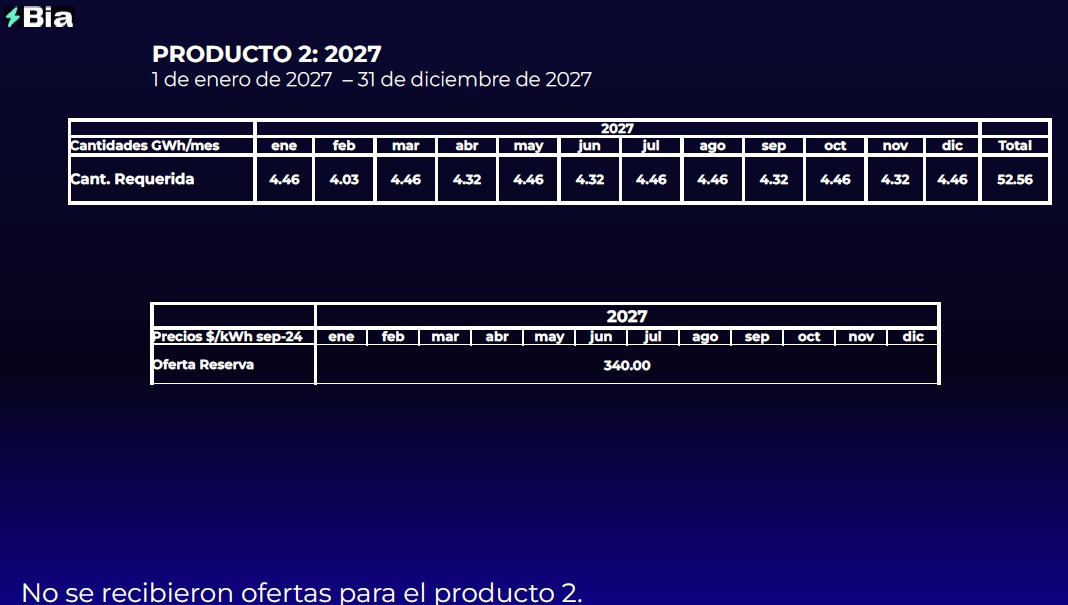 Bia
PRODUCTO 2: 2027
1 de enero de 2027 – 31 de diciembre de 2027
2027
Cantidades GWh/mes ene feb mar abr may jun jul ago sep oct nov dic Total
Cant. Requerida 4.46 4.03 4.46 4.32 4.46 4.32 4.46 4.46 4.32 4.46 4.32 4.46 52.56
2027
Precios $/kWh sep-24 ene feb mar abr may jun jul ago sep oct nov dic
Oferta Reserva 340.00
No se recibieron ofertas para el producto 2.